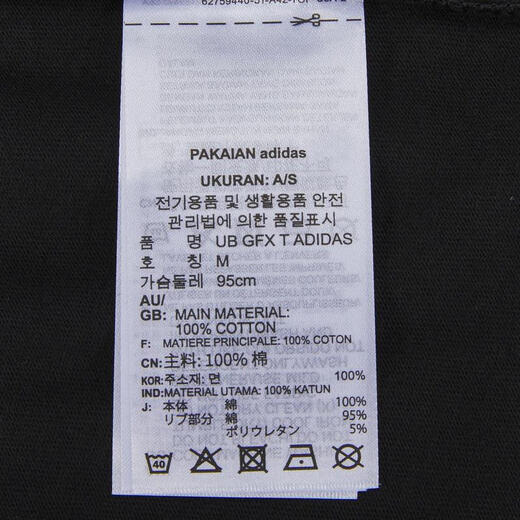 PAKAIAN adidas
UKURAN: A/S
전기용품 및 생활용품 안전
관리법에 의한 품질표시
품 명 UB GFX T ADIDAS
호 칭 M
가슴둘레 95cm
AU/
GB: MAIN MATERIAL:
100% COTTON
F: MATIERE PRINCIPALE: 100% COTON
CN: 主料: 100% 棉
KOR: 주소재: 면 100%
IND: MATERIAL UTAMA: 100% KATUN
J: 本体 綿 100%
リブ部分 綿 95%
ポリウレタン 5%
40